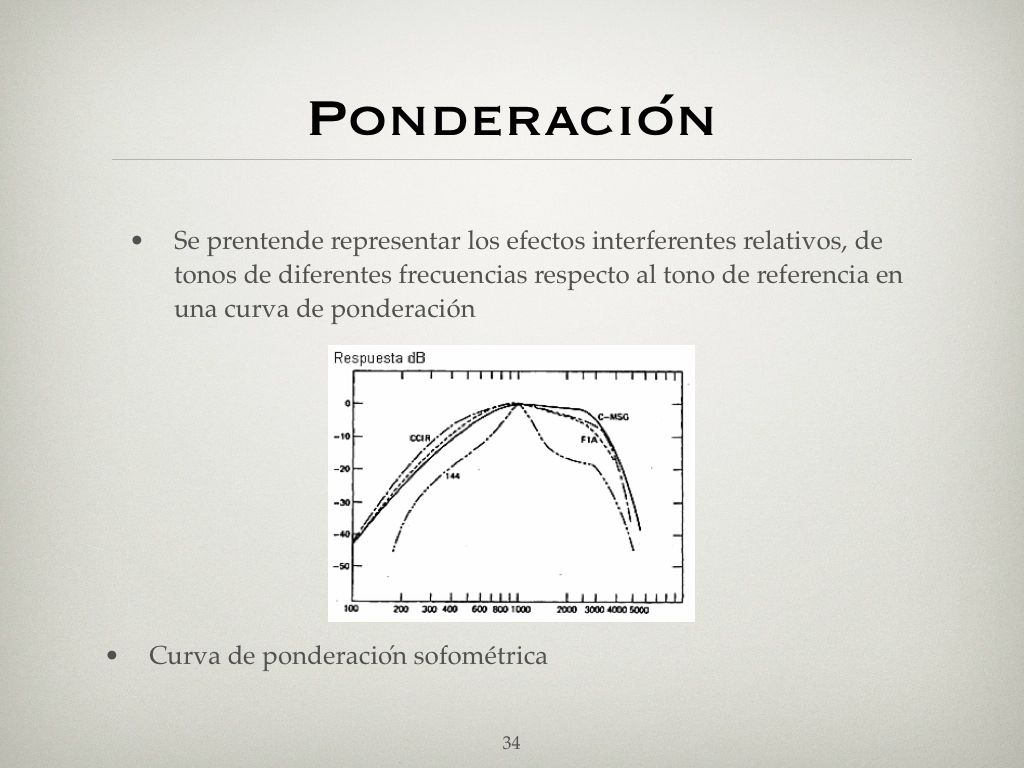 Ponderación
• Se prentende representar los efectos interferentes relativos, de
tonos de diferentes frecuencias respecto al tono de referencia en
una curva de ponderación
Respuesta dB
0
C-MSG
CCIR
F1A
-10
-20
144
-30
-40
-50
100 200 300 400 600 800 1000 2000 3000 4000 5000
• Curva de ponderación sofométrica
34